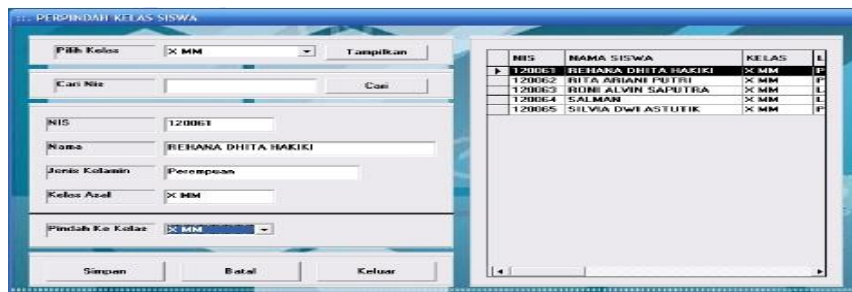 ::. PERPINDAH KELAS SISWA
Pilih Kelas X MM Tampilkan
Cari Nis Cari
NIS 120061
Nama REHANA DHITA HAKIKI
Jenis Kelamin Perempuan
Kelas Asal X MM
Pindah Ke Kelas X MM
Simpan Batal Keluar
NIS NAMA SISWA KELAS L
120061 REHANA DHITA HAKIKI X MM P
120062 RITA ARIANI PUTRI X MM P
120063 RONI ALVIN SAPUTRA X MM L
120064 SALMAN X MM L
120065 SILVIA DWI ASTUTIK X MM P